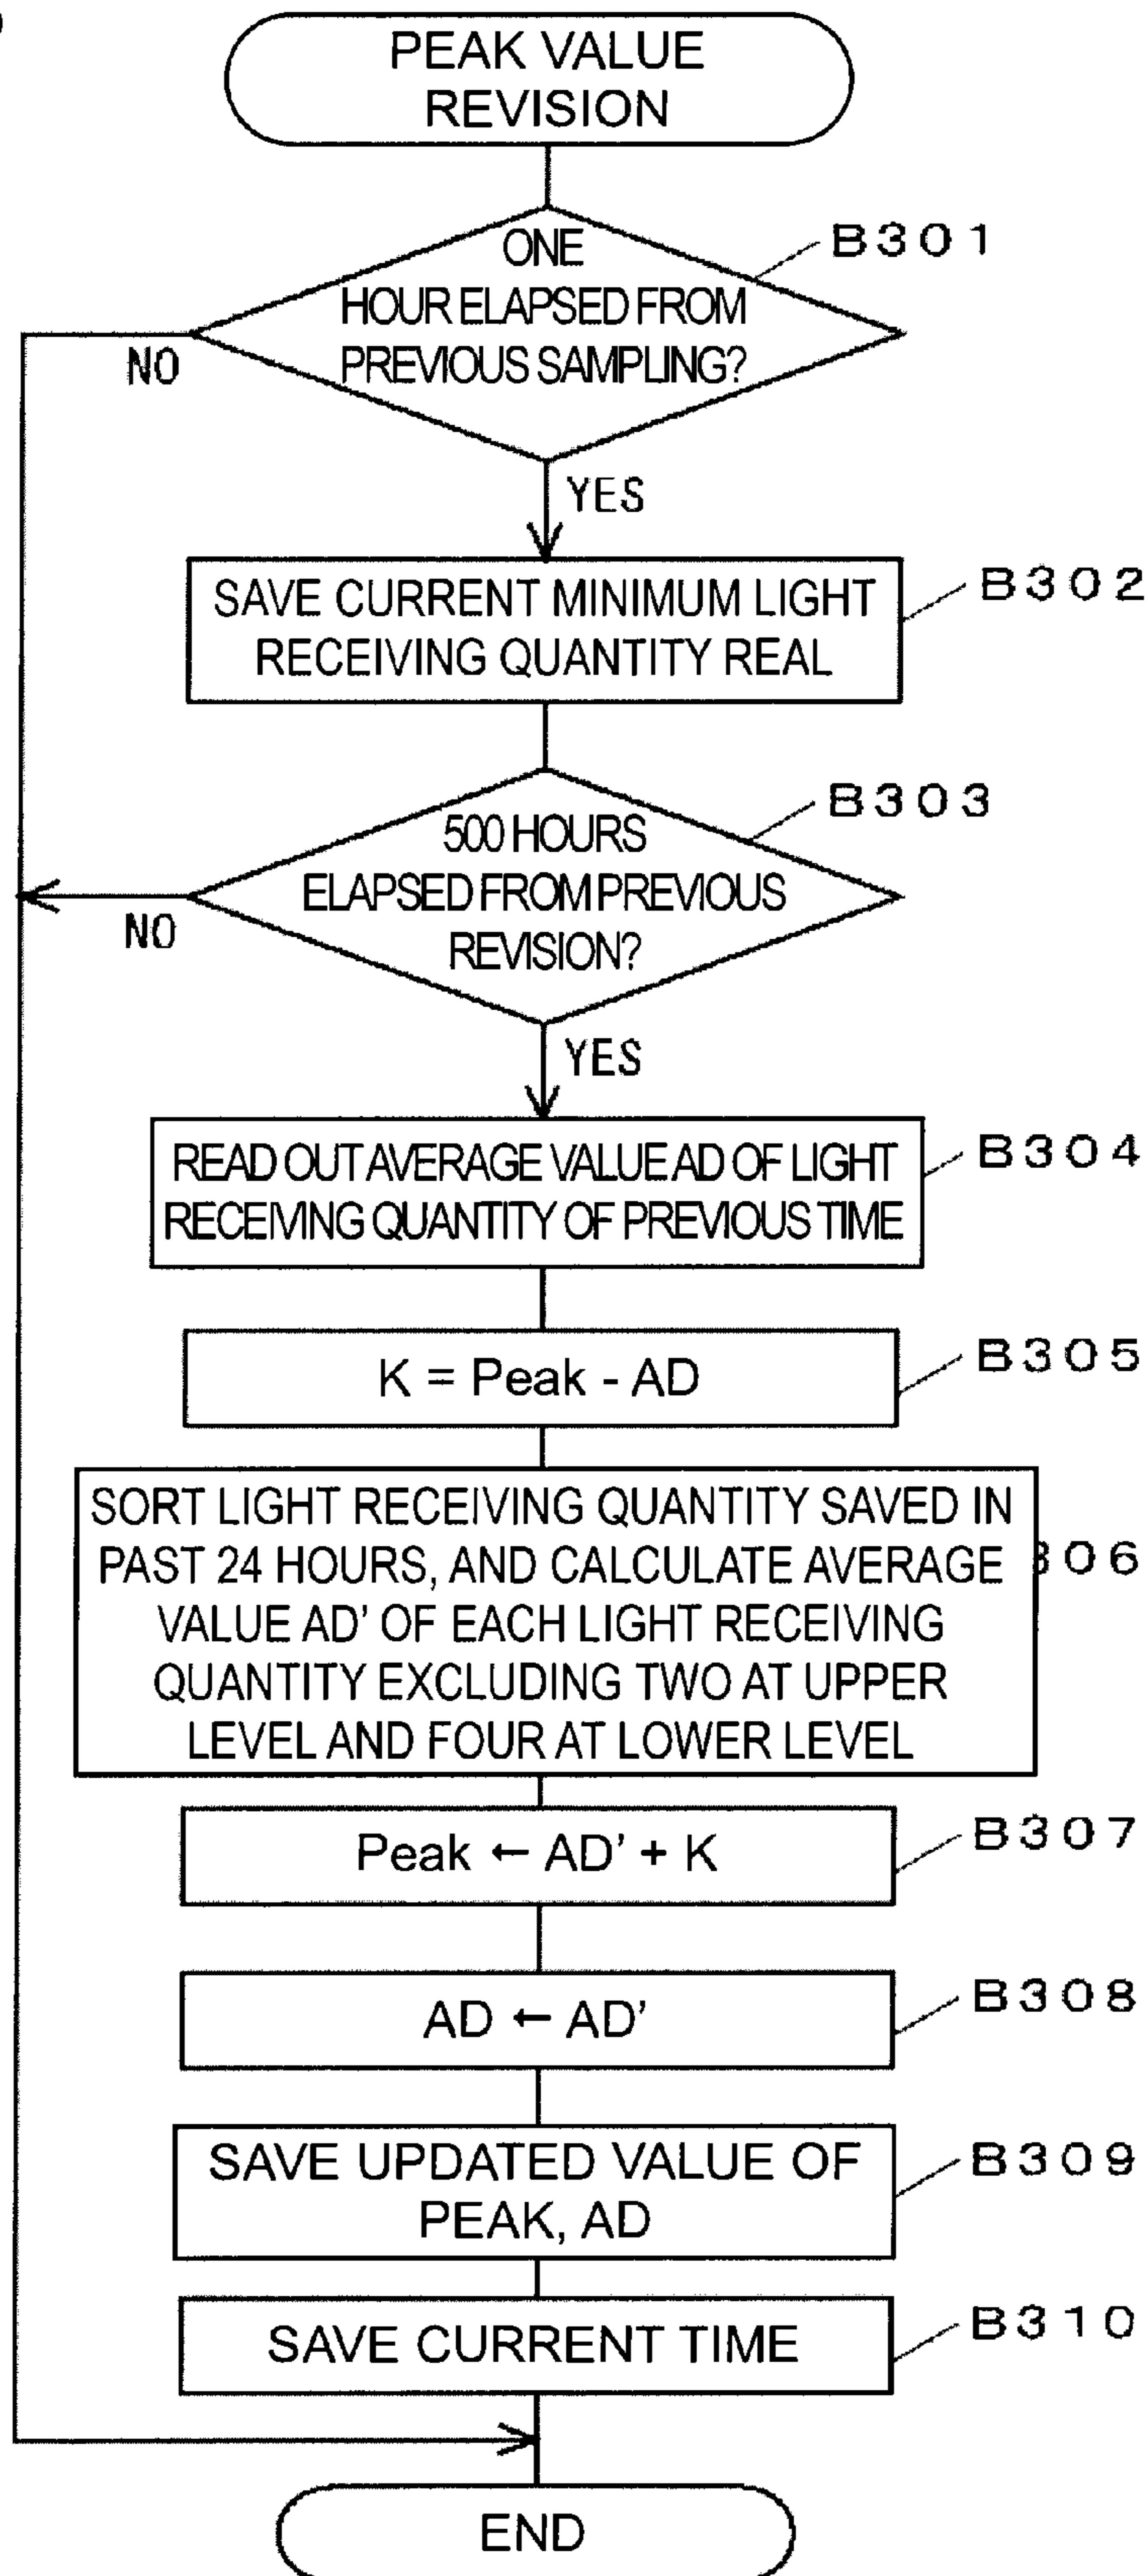 PEAK VALUE
REVISION
ONE
HOUR ELAPSED FROM
PREVIOUS SAMPLING?
B301
NO
YES
SAVE CURRENT MINIMUM LIGHT
RECEIVING QUANTITY REAL
B302
500 HOURS
ELAPSED FROM PREVIOUS
REVISION?
B303
NO
YES
READ OUT AVERAGE VALUE AD OF LIGHT
RECEIVING QUANTITY OF PREVIOUS TIME
B304
K = Peak - AD
B305
SORT LIGHT RECEIVING QUANTITY SAVED IN
PAST 24 HOURS, AND CALCULATE AVERAGE
VALUE AD' OF EACH LIGHT RECEIVING
QUANTITY EXCLUDING TWO AT UPPER
LEVEL AND FOUR AT LOWER LEVEL
306
Peak ← AD' + K
B307
AD ← AD'
B308
SAVE UPDATED VALUE OF
PEAK, AD
B309
SAVE CURRENT TIME
B310
END